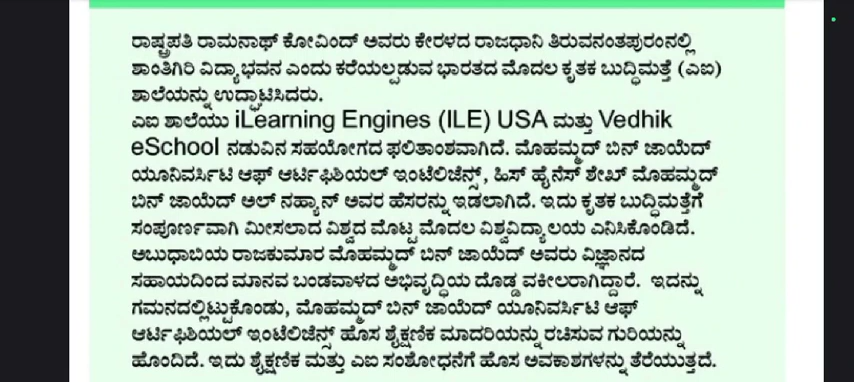 ರಾಷ್ಟ್ರಪತಿ ರಾಮನಾಥ್ ಕೋವಿಂದ್ ಅವರು ಕೇರಳದ ರಾಜಧಾನಿ ತಿರುವನಂತಪುರಂನಲ್ಲಿ
ಶಾಂತಿಗಿರಿ ವಿದ್ಯಾಭವನ ಎಂದು ಕರೆಯಲ್ಪಡುವ ಭಾರತದ ಮೊದಲ ಕೃತಕ ಬುದ್ಧಿಮತ್ತೆ (ಎಐ)
ಶಾಲೆಯನ್ನು ಉದ್ಘಾಟಿಸಿದರು.
ಎಐ ಶಾಲೆಯು iLearning Engines (ILE) USA ಮತ್ತು Vedhik
eSchool ನಡುವಿನ ಸಹಯೋಗದ ಫಲಿತಾಂಶವಾಗಿದೆ. ಮೊಹಮ್ಮದ್ ಬಿನ್ ಜಾಯೆದ್
ಯೂನಿವರ್ಸಿಟಿ ಆಫ್ ಆರ್ಟಿಫಿಶಿಯಲ್ ಇಂಟೆಲಿಜೆನ್ಸ್, ಹಿಸ್ ಹೈನೆಸ್ ಶೇಖ್ ಮೊಹಮ್ಮದ್
ಬಿನ್ ಜಾಯೆದ್ ಅಲ್ ನಹ್ಯಾನ್ ಅವರ ಹೆಸರನ್ನು ಇಡಲಾಗಿದೆ. ಇದು ಕೃತಕ ಬುದ್ಧಿಮತ್ತೆಗೆ
ಸಂಪೂರ್ಣವಾಗಿ ಮೀಸಲಾದ ವಿಶ್ವದ ಮೊಟ್ಟ ಮೊದಲ ವಿಶ್ವವಿದ್ಯಾಲಯ ಎನಿಸಿಕೊಂಡಿದೆ.
ಅಬುಧಾಬಿಯ ರಾಜಕುಮಾರ ಮೊಹಮ್ಮದ್ ಬಿನ್ ಜಾಯೆದ್ ಅವರು ವಿಜ್ಞಾನದ
ಸಹಾಯದಿಂದ ಮಾನವ ಬಂಡವಾಳದ ಅಭಿವೃದ್ಧಿಯ ದೊಡ್ಡ ವಕೀಲರಾಗಿದ್ದಾರೆ. ಇದನ್ನು
ಗಮನದಲ್ಲಿಟ್ಟುಕೊಂಡು, ಮೊಹಮ್ಮದ್ ಬಿನ್ ಜಾಯೆದ್ ಯೂನಿವರ್ಸಿಟಿ ಆಫ್
ಆರ್ಟಿಫಿಶಿಯಲ್ ಇಂಟೆಲಿಜೆನ್ಸ್ ಹೊಸ ಶೈಕ್ಷಣಿಕ ಮಾದರಿಯನ್ನು ರಚಿಸುವ ಗುರಿಯನ್ನು
ಹೊಂದಿದೆ. ಇದು ಶೈಕ್ಷಣಿಕ ಮತ್ತು ಎಐ ಸಂಶೋಧನೆಗೆ ಹೊಸ ಅವಕಾಶಗಳನ್ನು ತೆರೆಯುತ್ತದೆ.